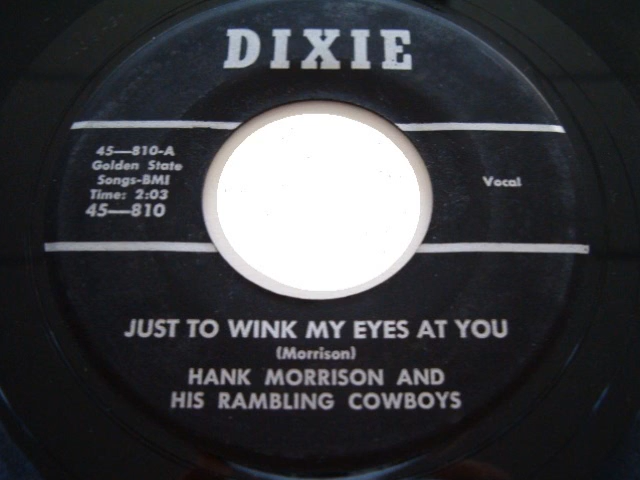 DIXIE
45—810-A
Golden State
Songs-BMI
Time: 2:03
45—810
Vocal
JUST TO WINK MY EYES AT YOU
(Morrison)
HANK MORRISON AND
HIS RAMBLING COWBOYS